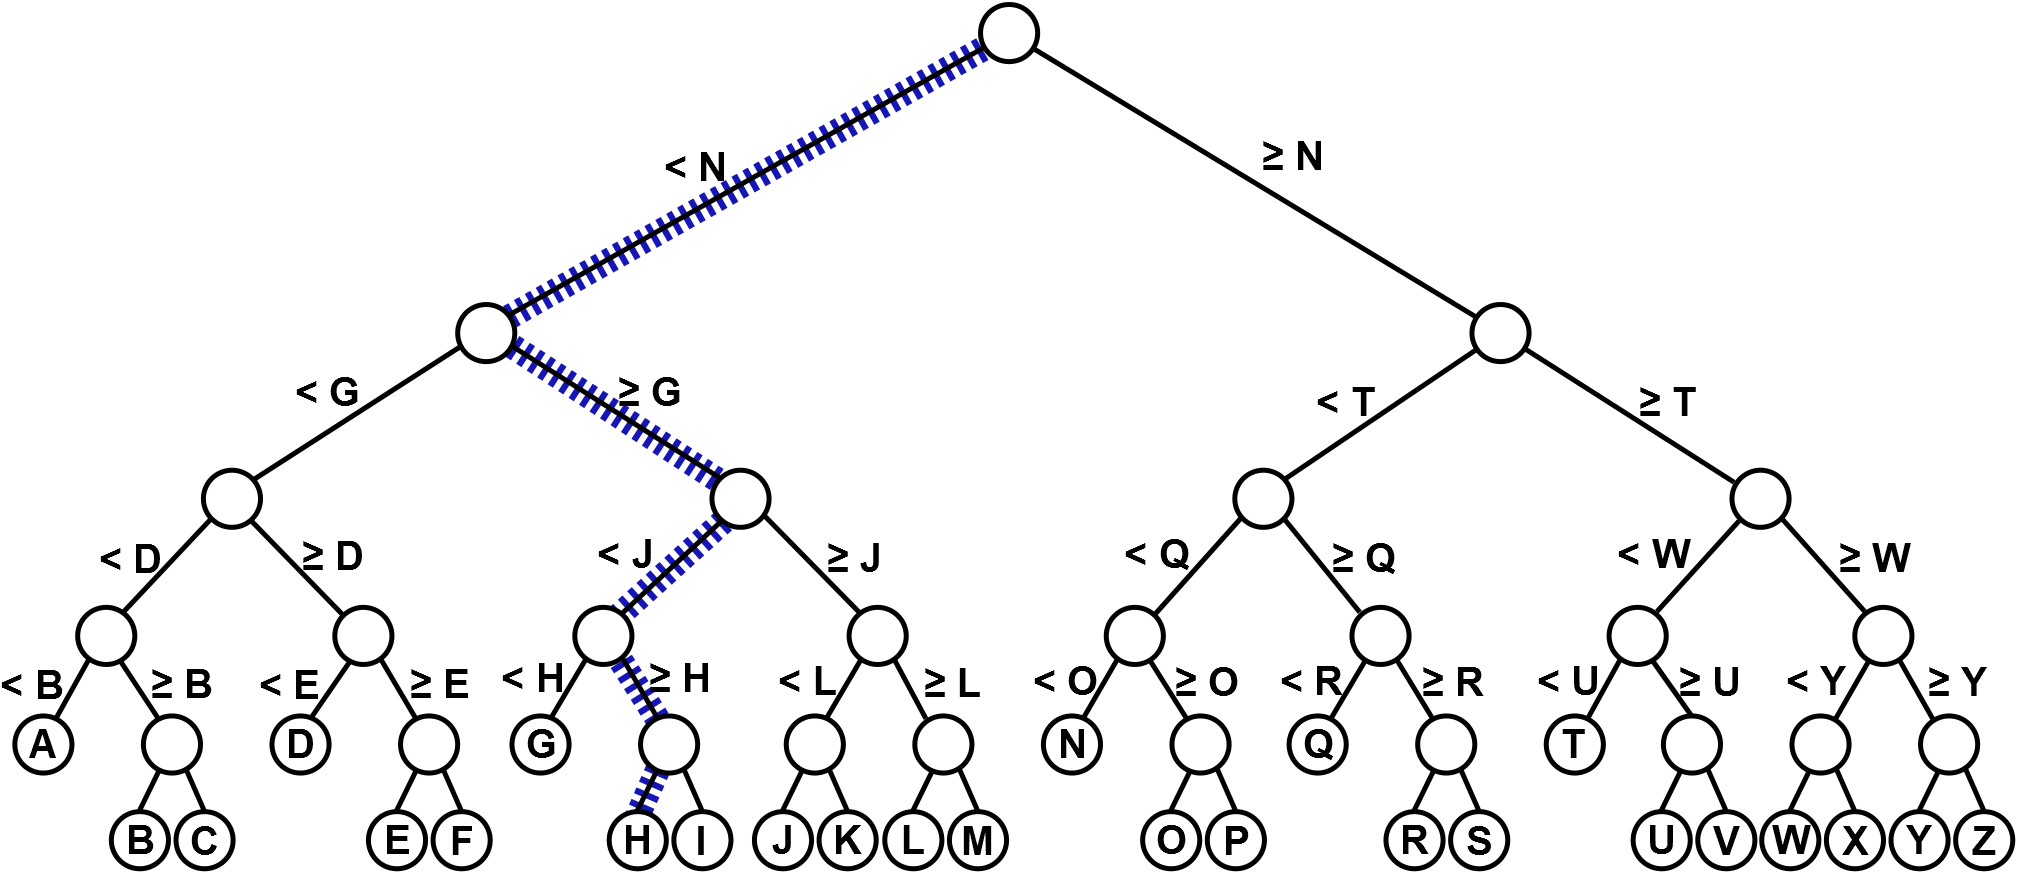 < N ≥ N
< G ≥ G < T ≥ T
< D ≥ D < J ≥ J < Q ≥ Q < W ≥ W
< B ≥ B < E ≥ E < H ≥ H < L ≥ L < O ≥ O < R ≥ R < U ≥ U < Y ≥ Y
A D G N Q T
B C E F H I J K L M O P R S U V W X Y Z